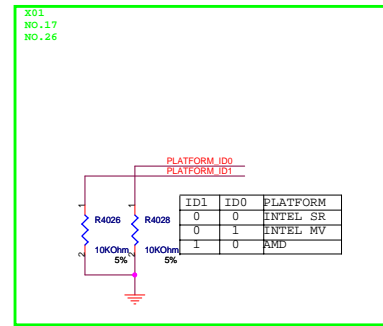 X01
NO.17
NO.26
PLATFORM_ID0
PLATFORM_ID1
1 1
R4026 R4028
2 10KOhm 2 10KOhm
5% 5%
ID1 ID0 PLATFORM
0 0 INTEL SR
0 1 INTEL MV
1 0 AMD